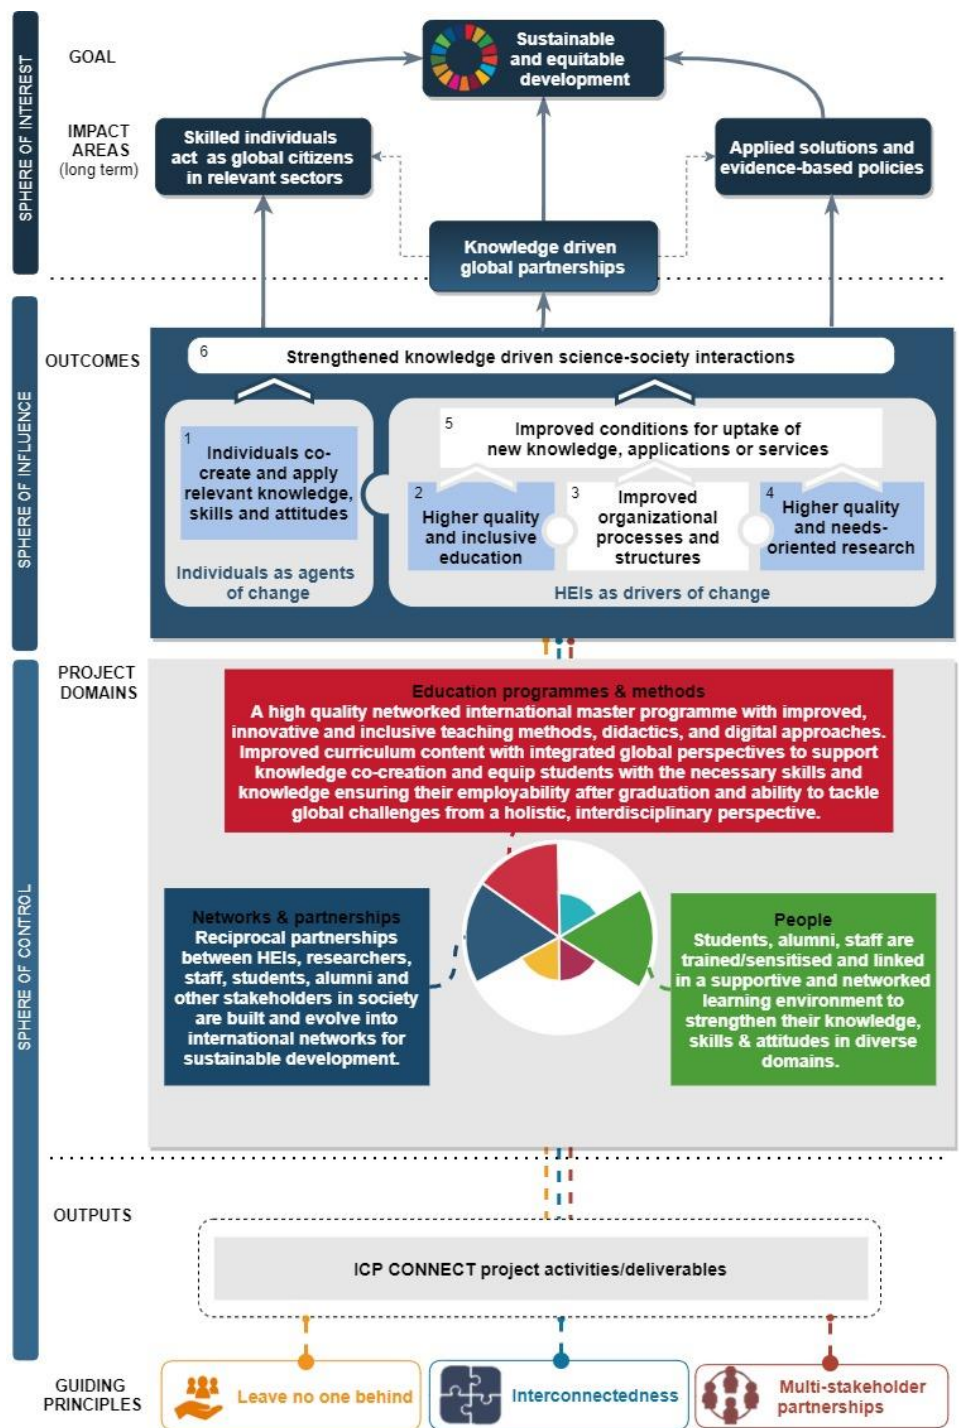 SPHERE OF INTEREST
GOAL
Sustainable
and equitable
development
IMPACT
AREAS
(long term)
Skilled individuals
act as global citizens
in relevant sectors
Applied solutions and
evidence-based policies
Knowledge driven
global partnerships
SPHERE OF INFLUENCE
OUTCOMES
6
Strengthened knowledge driven science-society interactions
1
Individuals co-
create and apply
relevant knowledge,
skills and attitudes
Individuals as agents
of change
5
Improved conditions for uptake of
new knowledge, applications or services
2
Higher quality
and inclusive
education
3
Improved
organizational
processes and
structures
4
Higher quality
and needs-
oriented research
HEIs as drivers of change
SPHERE OF CONTROL
PROJECT
DOMAINS
Education programmes & methods
A high quality networked international master programme with improved,
innovative and inclusive teaching methods, didactics, and digital approaches.
Improved curriculum content with integrated global perspectives to support
knowledge co-creation and equip students with the necessary skills and
knowledge ensuring their employability after graduation and ability to tackle
global challenges from a holistic, interdisciplinary perspective.
Networks & partnerships
Reciprocal partnerships
between HEIs, researchers,
staff, students, alumni and
other stakeholders in society
are built and evolve into
international networks for
sustainable development.
People
Students, alumni, staff are
trained/sensitised and linked
in a supportive and networked
learning environment to
strengthen their knowledge,
skills & attitudes in diverse
domains.
OUTPUTS
ICP CONNECT project activities/deliverables
GUIDING
PRINCIPLES
Leave no one behind
Interconnectedness
Multi-stakeholder
partnerships